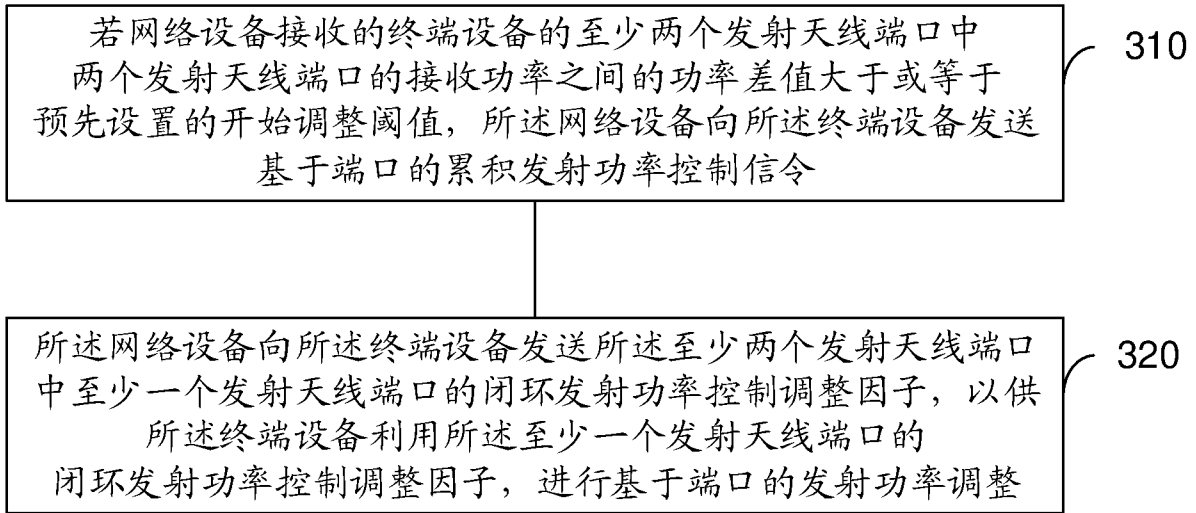 若网络设备接收的终端设备的至少两个发射天线端口中
两个发射天线端口的接收功率之间的功率差值大于或等于
预先设置的开始调整阈值，所述网络设备向所述终端设备发送
基于端口的累积发射功率控制信令
310
所述网络设备向所述终端设备发送所述至少两个发射天线端口
中至少一个发射天线端口的闭环发射功率控制调整因子，以供
所述终端设备利用所述至少一个发射天线端口的
闭环发射功率控制调整因子，进行基于端口的发射功率调整
320